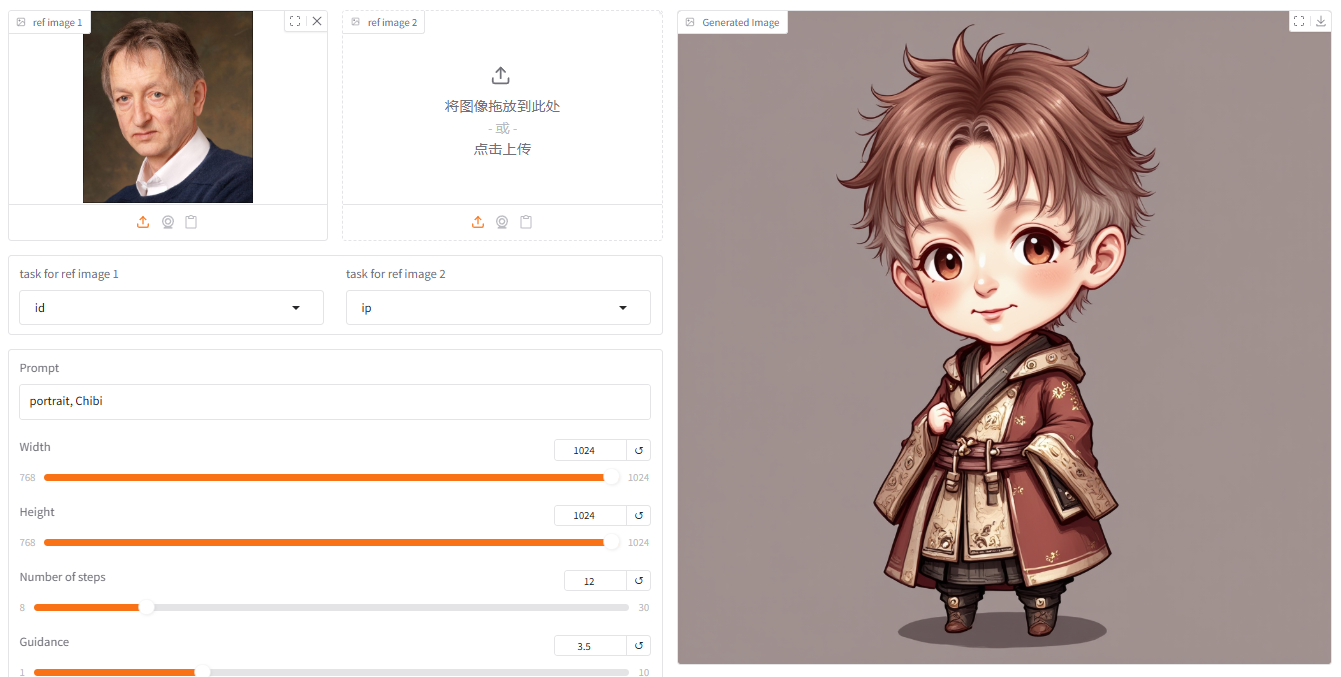 ref image 1
ref image 2
将图像拖放到此处
- 或 -
点击上传
Generated Image
task for ref image 1
task for ref image 2
id
ip
Prompt
portrait, Chibi
Width
1024
768
1024
Height
1024
768
1024
Number of steps
12
8
30
Guidance
3.5
1
10